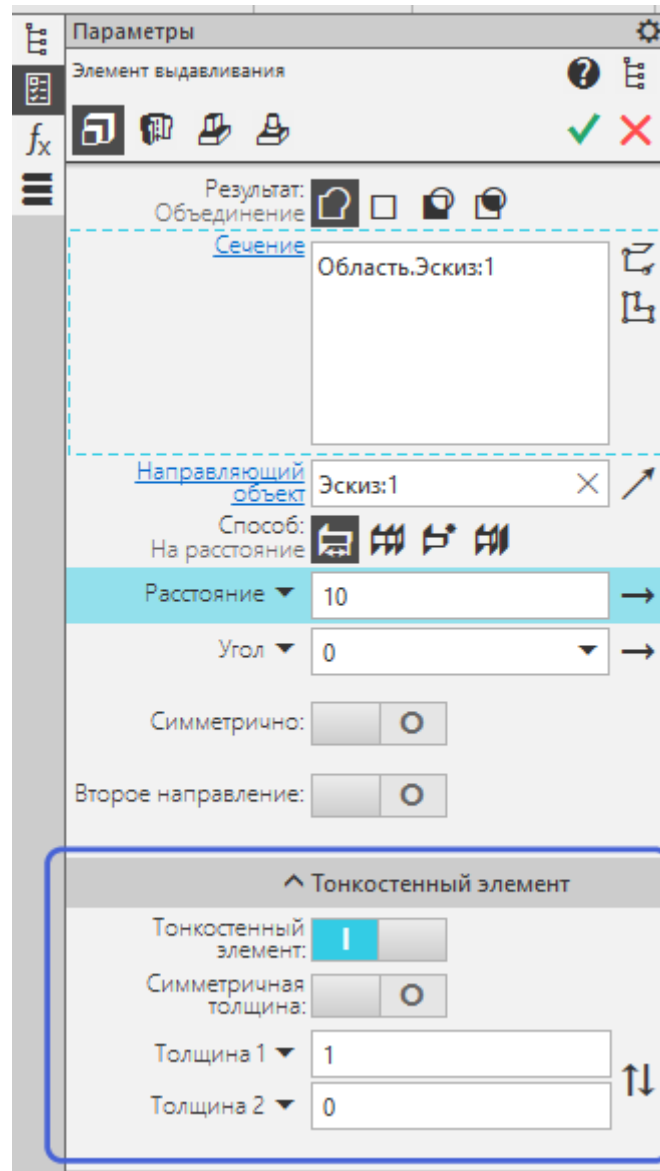 Параметры
Элемент выдавливания
Результат:
Объединение
Сечение
Область.Эскиз:1
Направляющий
объект
Эскиз:1
Способ:
На расстояние
Расстояние
10
Угол
0
Симметрично:
Второе направление:
Тонкостенный элемент
Тонкостенный
элемент:
Симметричная
толщина:
Толщина 1
1
Толщина 2
0